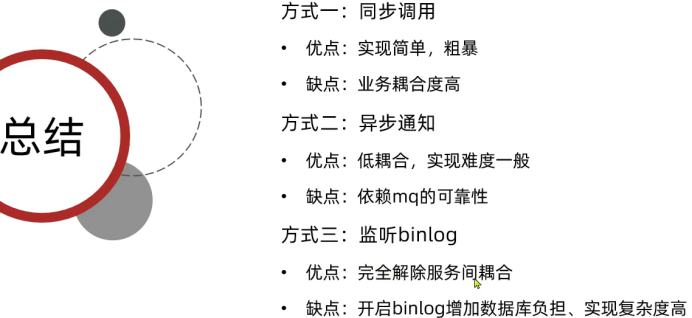 总结
方式一：同步调用
• 优点：实现简单，粗暴
• 缺点：业务耦合度高
方式二：异步通知
• 优点：低耦合，实现难度一般
• 缺点：依赖mq的可靠性
方式三：监听binlog
• 优点：完全解除服务间耦合
• 缺点：开启binlog增加数据库负担、实现复杂度高